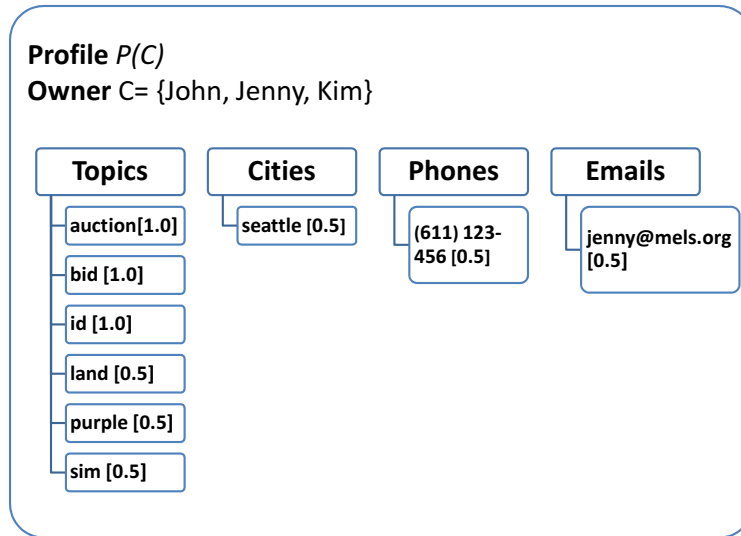 Profile P(C)
Owner C= {John, Jenny, Kim}
Topics
auction[1.0]
bid [1.0]
id [1.0]
land [0.5]
purple [0.5]
sim [0.5]
Cities
seattle [0.5]
Phones
(611) 123-
456 [0.5]
Emails
jenny@mels.org
[0.5]